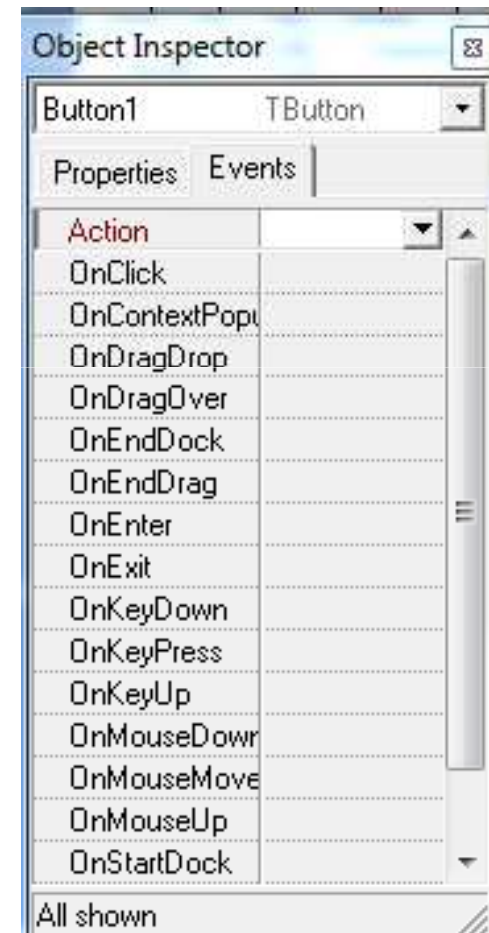 Object Inspector
Button1 TButton
Properties Events
Action
OnClick
OnContextPopu
OnDragDrop
OnDragOver
OnEndDock
OnEndDrag
OnEnter
OnExit
OnKeyDown
OnKeyPress
OnKeyUp
OnMouseDown
OnMouseMove
OnMouseUp
OnStartDock
All shown